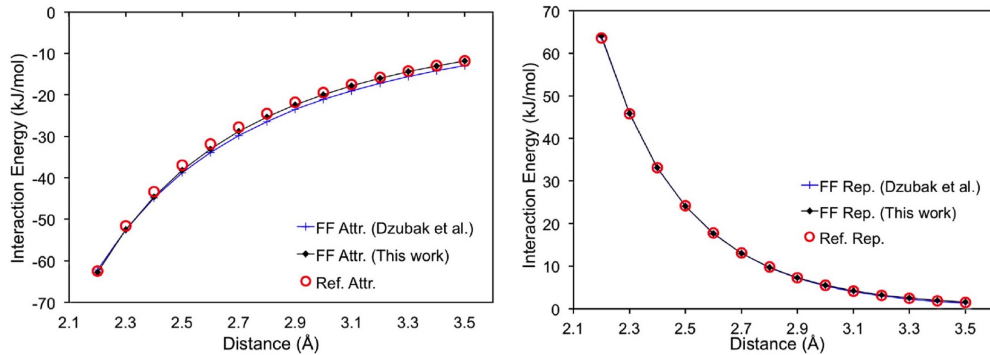 0
-10
-20
-30
-40
-50
-60
-70
Interaction Energy (kJ/mol)
FF Attr. (Dzubak et al.)
FF Attr. (This work)
Ref. Attr.
2.1 2.3 2.5 2.7 2.9 3.1 3.3 3.5
Distance (Å)
70
60
50
40
30
20
10
0
Interaction Energy (kJ/mol)
FF Rep. (Dzubak et al.)
FF Rep. (This work)
Ref. Rep.
2.1 2.3 2.5 2.7 2.9 3.1 3.3 3.5
Distance (Å)